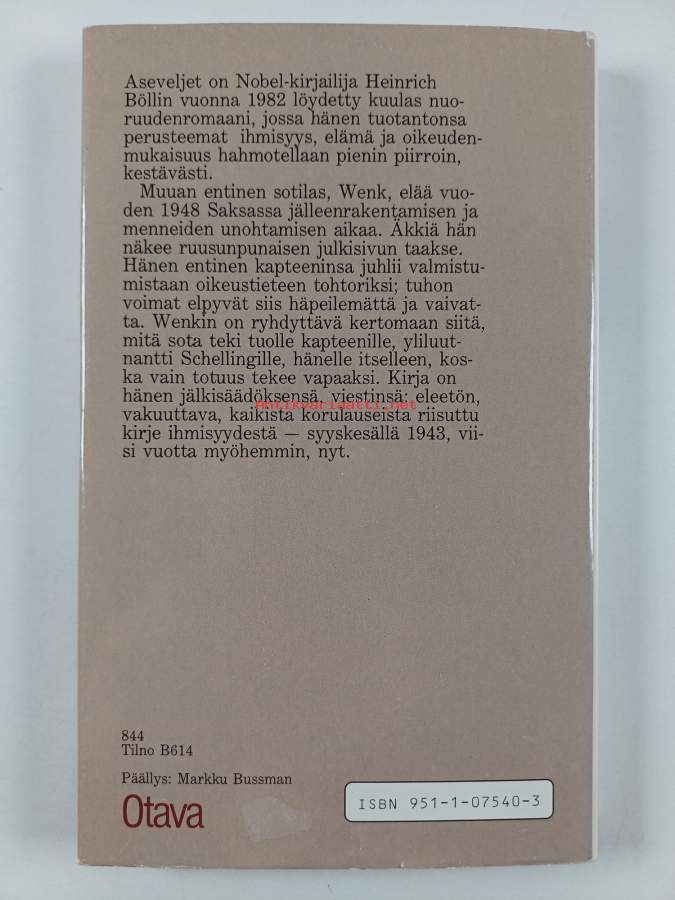 Aseveljet on Nobel-kirjailija Heinrich
Böllin vuonna 1982 löydetty kuulas nuo-
ruudenromaani, jossa hänen tuotantonsa
perusteemat ihmisyys, elämä ja oikeuden-
mukaisuus hahmotellaan pienin piirroin,
kestävästi.
Muuan entinen sotilas, Wenk, elää vuo-
den 1948 Saksassa jälleenrakentamisen ja
menneiden unohtamisen aikaa. Äkkiä hän
näkee ruusunpunaisen julkisivun taakse.
Hänen entinen kapteeninsa juhlii valmistu-
mistaan oikeustieteen tohtoriksi; tuhon
voimat elpyvät siis häpeilemättä ja vaivat-
ta. Wenkin on ryhdyttävä kertomaan siitä,
mitä sota teki tuolle kapteenille, yliluut-
nantti Schellingille, hänelle itselleen, kos-
ka vain totuus tekee vapaaksi. Kirja on
hänen jälkisäädöksensä, viestinsä: eleetön,
Antikvariaatti.net
vakuuttava, kaikista korulauseista riisuttu
kirje ihmisyydestä — syyskesällä 1943, vii-
si vuotta myöhemmin, nyt.
844
Tilno B614
Päällys: Markku Bussman
Otava
ISBN 951-1-07540-3